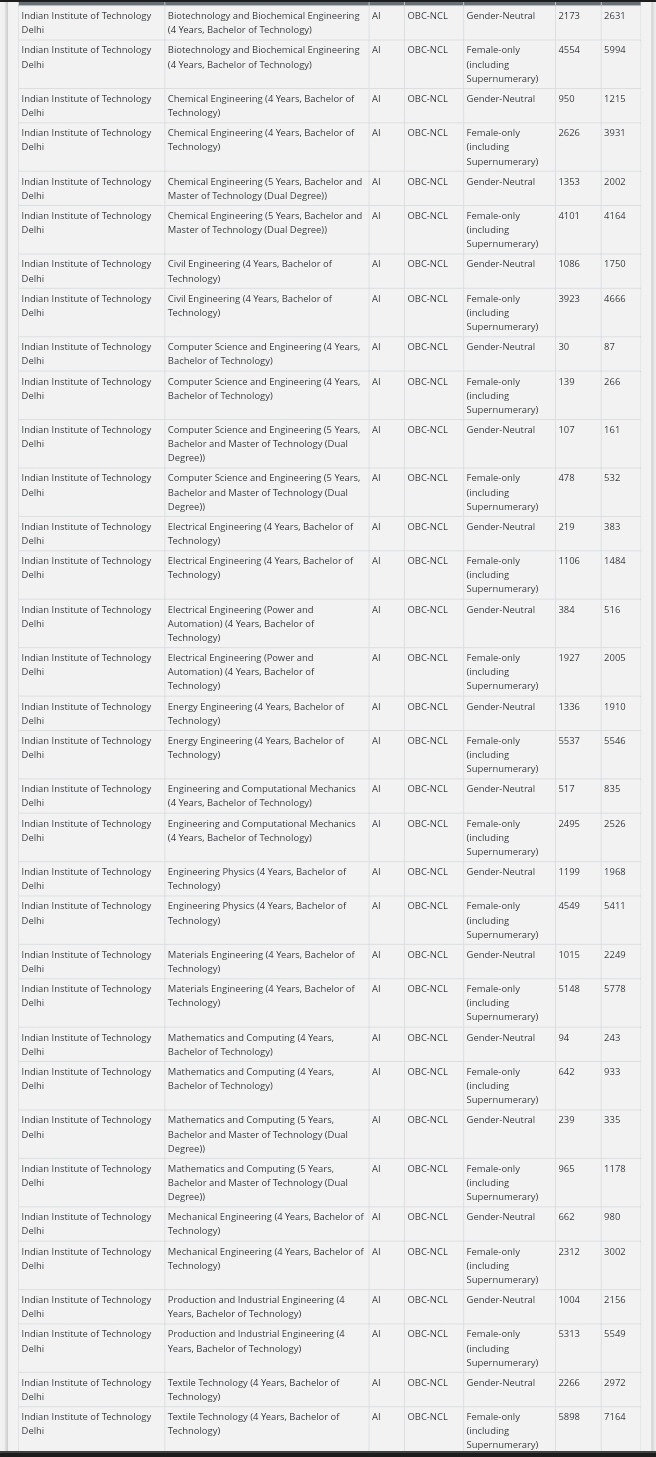 Indian Institute of Technology Delhi Biotechnology and Biochemical Engineering (4 Years, Bachelor of Technology) AI OBC-NCL Gender-Neutral 2173 2631
Indian Institute of Technology Delhi Biotechnology and Biochemical Engineering (4 Years, Bachelor of Technology) AI OBC-NCL Female-only (including Supernumerary) 4554 5994
Indian Institute of Technology Delhi Chemical Engineering (4 Years, Bachelor of Technology) AI OBC-NCL Gender-Neutral 950 1215
Indian Institute of Technology Delhi Chemical Engineering (4 Years, Bachelor of Technology) AI OBC-NCL Female-only (including Supernumerary) 2626 3931
Indian Institute of Technology Delhi Chemical Engineering (5 Years, Bachelor and Master of Technology (Dual Degree)) AI OBC-NCL Gender-Neutral 1353 2002
Indian Institute of Technology Delhi Chemical Engineering (5 Years, Bachelor and Master of Technology (Dual Degree)) AI OBC-NCL Female-only (including Supernumerary) 4101 4164
Indian Institute of Technology Delhi Civil Engineering (4 Years, Bachelor of Technology) AI OBC-NCL Gender-Neutral 1086 1750
Indian Institute of Technology Delhi Civil Engineering (4 Years, Bachelor of Technology) AI OBC-NCL Female-only (including Supernumerary) 3923 4666
Indian Institute of Technology Delhi Computer Science and Engineering (4 Years, Bachelor of Technology) AI OBC-NCL Gender-Neutral 30 87
Indian Institute of Technology Delhi Computer Science and Engineering (4 Years, Bachelor of Technology) AI OBC-NCL Female-only (including Supernumerary) 139 266
Indian Institute of Technology Delhi Computer Science and Engineering (5 Years, Bachelor and Master of Technology (Dual Degree)) AI OBC-NCL Gender-Neutral 107 161
Indian Institute of Technology Delhi Computer Science and Engineering (5 Years, Bachelor and Master of Technology (Dual Degree)) AI OBC-NCL Female-only (including Supernumerary) 478 532
Indian Institute of Technology Delhi Electrical Engineering (4 Years, Bachelor of Technology) AI OBC-NCL Gender-Neutral 219 383
Indian Institute of Technology Delhi Electrical Engineering (4 Years, Bachelor of Technology) AI OBC-NCL Female-only (including Supernumerary) 1106 1484
Indian Institute of Technology Delhi Electrical Engineering (Power and Automation) (4 Years, Bachelor of Technology) AI OBC-NCL Gender-Neutral 384 516
Indian Institute of Technology Delhi Electrical Engineering (Power and Automation) (4 Years, Bachelor of Technology) AI OBC-NCL Female-only (including Supernumerary) 1927 2005
Indian Institute of Technology Delhi Energy Engineering (4 Years, Bachelor of Technology) AI OBC-NCL Gender-Neutral 1336 1910
Indian Institute of Technology Delhi Energy Engineering (4 Years, Bachelor of Technology) AI OBC-NCL Female-only (including Supernumerary) 5537 5546
Indian Institute of Technology Delhi Engineering and Computational Mechanics (4 Years, Bachelor of Technology) AI OBC-NCL Gender-Neutral 517 835
Indian Institute of Technology Delhi Engineering and Computational Mechanics (4 Years, Bachelor of Technology) AI OBC-NCL Female-only (including Supernumerary) 2495 2526
Indian Institute of Technology Delhi Engineering Physics (4 Years, Bachelor of Technology) AI OBC-NCL Gender-Neutral 1199 1968
Indian Institute of Technology Delhi Engineering Physics (4 Years, Bachelor of Technology) AI OBC-NCL Female-only (including Supernumerary) 4549 5411
Indian Institute of Technology Delhi Materials Engineering (4 Years, Bachelor of Technology) AI OBC-NCL Gender-Neutral 1015 2249
Indian Institute of Technology Delhi Materials Engineering (4 Years, Bachelor of Technology) AI OBC-NCL Female-only (including Supernumerary) 5148 5778
Indian Institute of Technology Delhi Mathematics and Computing (4 Years, Bachelor of Technology) AI OBC-NCL Gender-Neutral 94 243
Indian Institute of Technology Delhi Mathematics and Computing (4 Years, Bachelor of Technology) AI OBC-NCL Female-only (including Supernumerary) 642 933
Indian Institute of Technology Delhi Mathematics and Computing (5 Years, Bachelor and Master of Technology (Dual Degree)) AI OBC-NCL Gender-Neutral 239 335
Indian Institute of Technology Delhi Mathematics and Computing (5 Years, Bachelor and Master of Technology (Dual Degree)) AI OBC-NCL Female-only (including Supernumerary) 965 1178
Indian Institute of Technology Delhi Mechanical Engineering (4 Years, Bachelor of Technology) AI OBC-NCL Gender-Neutral 662 980
Indian Institute of Technology Delhi Mechanical Engineering (4 Years, Bachelor of Technology) AI OBC-NCL Female-only (including Supernumerary) 2312 3002
Indian Institute of Technology Delhi Production and Industrial Engineering (4 Years, Bachelor of Technology) AI OBC-NCL Gender-Neutral 1004 2156
Indian Institute of Technology Delhi Production and Industrial Engineering (4 Years, Bachelor of Technology) AI OBC-NCL Female-only (including Supernumerary) 5313 5549
Indian Institute of Technology Delhi Textile Technology (4 Years, Bachelor of Technology) AI OBC-NCL Gender-Neutral 2266 2972
Indian Institute of Technology Delhi Textile Technology (4 Years, Bachelor of Technology) AI OBC-NCL Female-only (including Supernumerary) 5898 7164